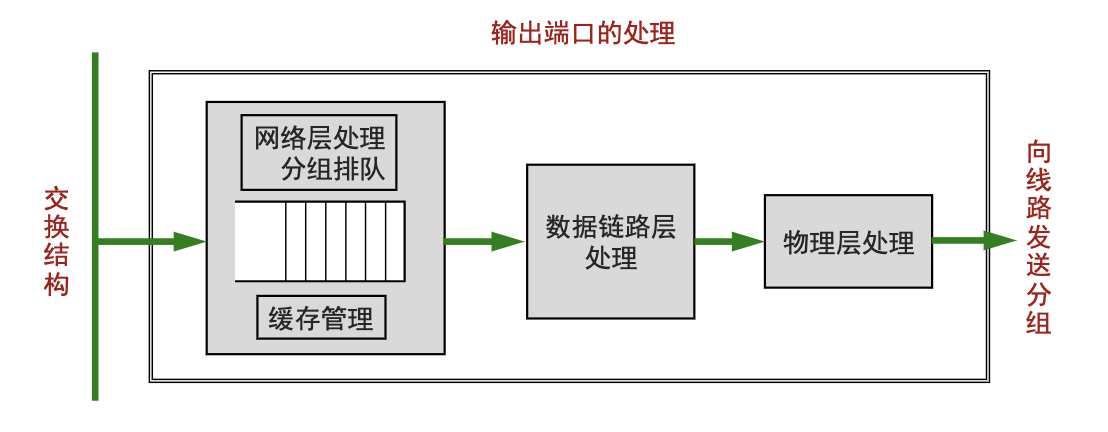 输出端口的处理
交换结构
网络层处理
分组排队
缓存管理
数据链路层
处理
物理层处理
向线路发送分组